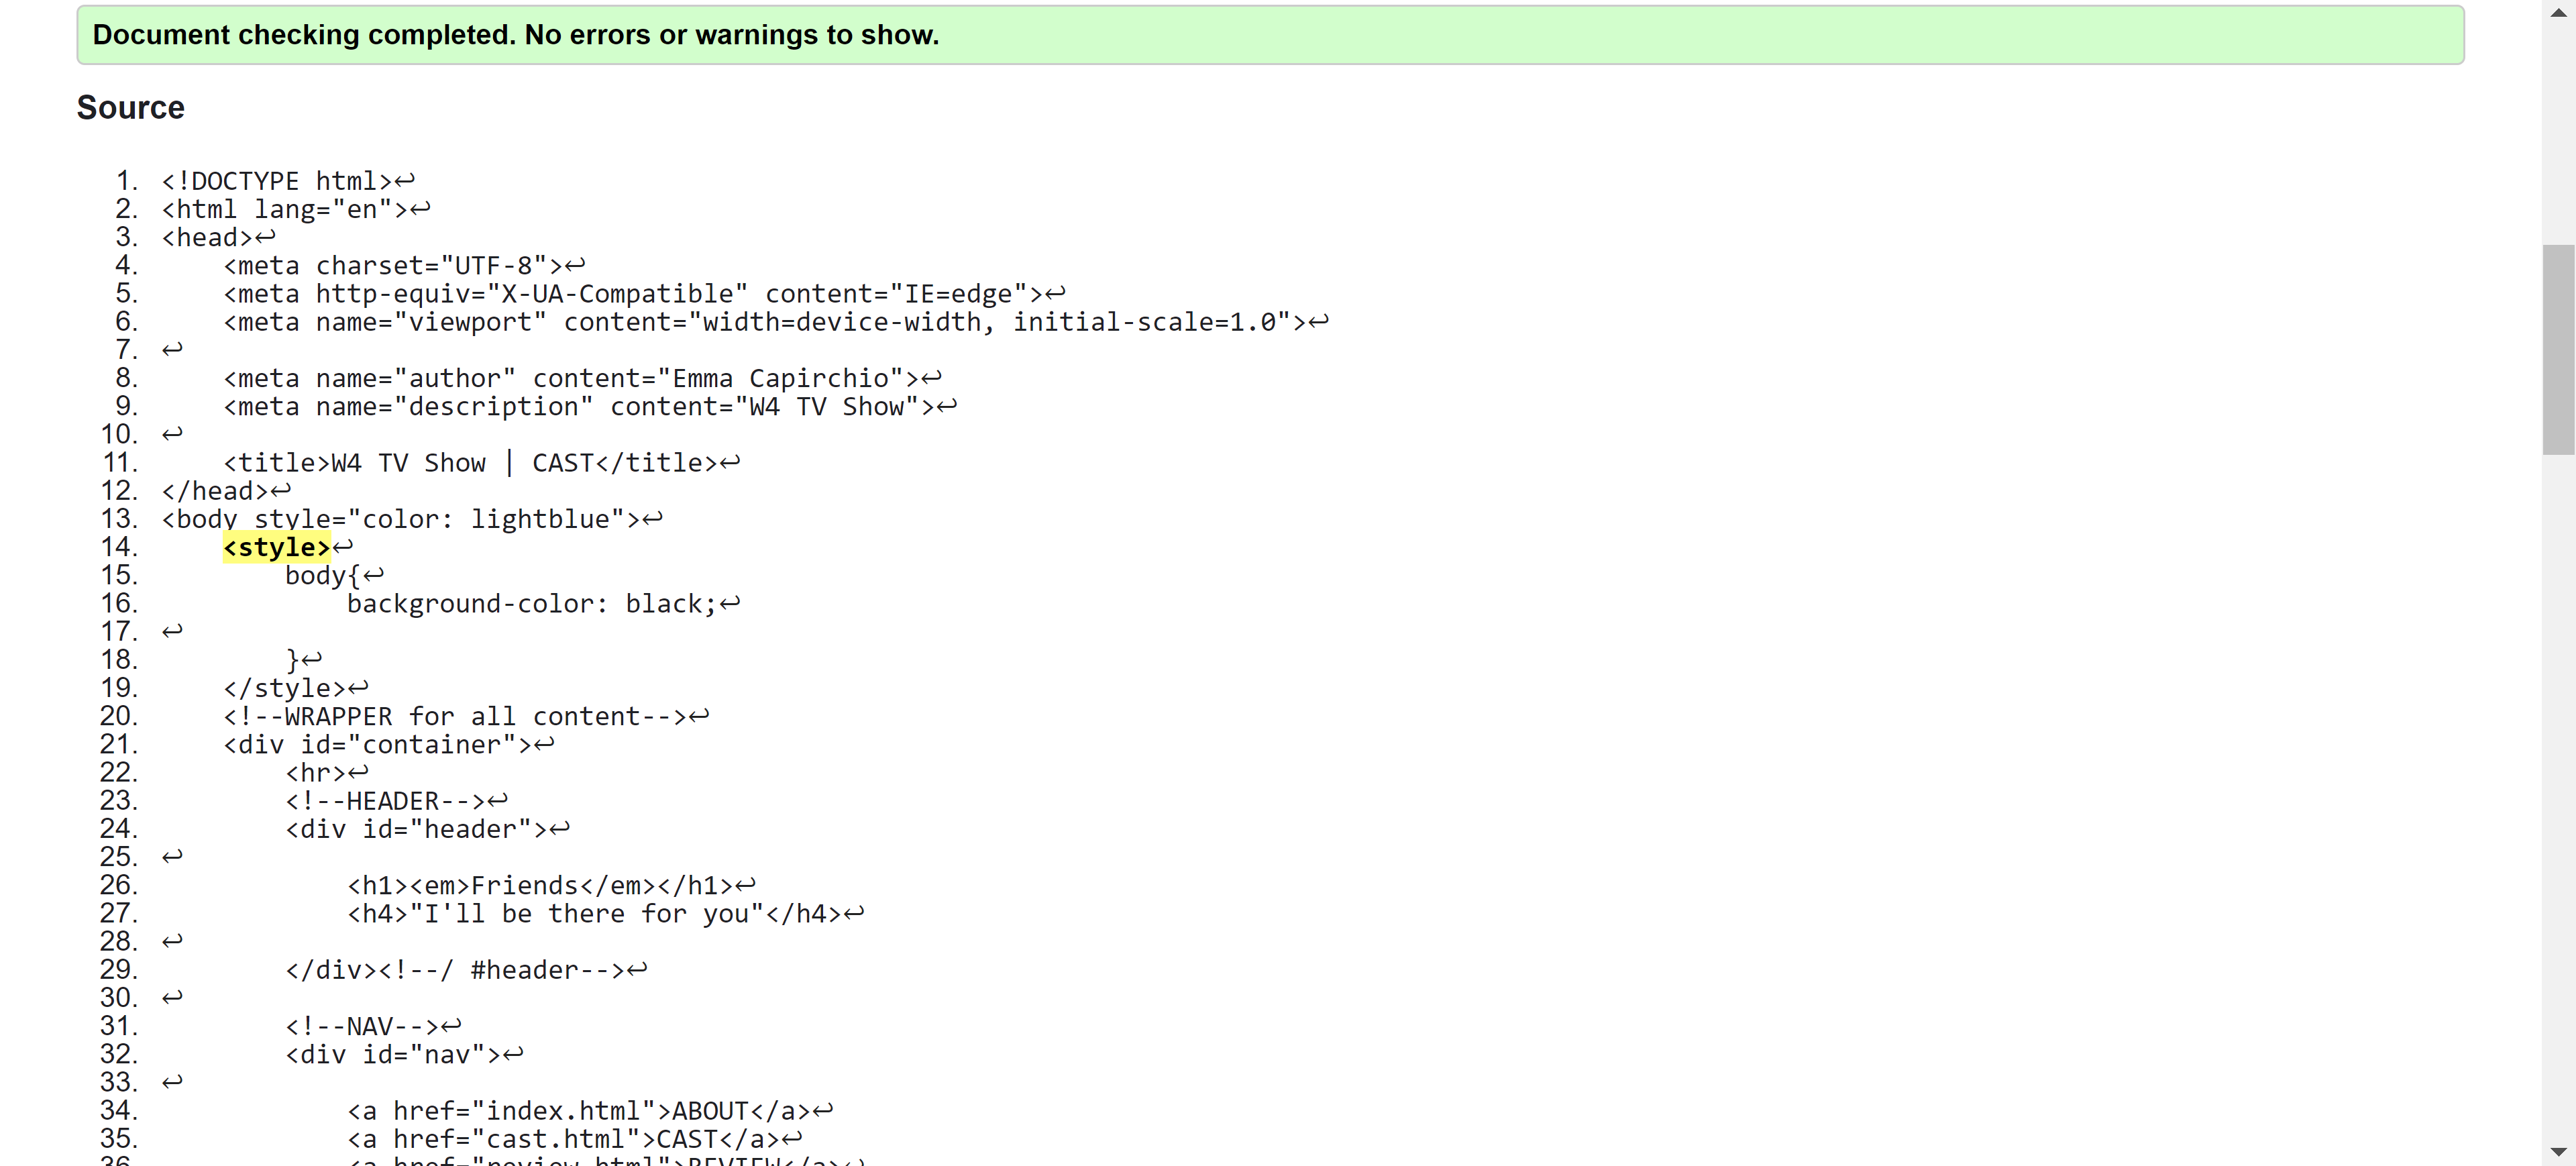 Document checking completed. No errors or warnings to show.
Source
1. <!DOCTYPE html>↩
2. <html lang="en">↩
3. <head>↩
4.     <meta charset="UTF-8">↩
5.     <meta http-equiv="X-UA-Compatible" content="IE=edge">↩
6.     <meta name="viewport" content="width=device-width, initial-scale=1.0">↩
7. ↩
8.     <meta name="author" content="Emma Capirchio">↩
9.     <meta name="description" content="W4 TV Show">↩
10. ↩
11.     <title>W4 TV Show | CAST</title>↩
12. </head>↩
13. <body style="color: lightblue">↩
14.     <style>↩
15.         body{↩
16.             background-color: black;↩
17. ↩
18.         }↩
19.     </style>↩
20.     <!--WRAPPER for all content-->↩
21.     <div id="container">↩
22.         <hr>↩
23.         <!--HEADER-->↩
24.         <div id="header">↩
25. ↩
26.             <h1><em>Friends</em></h1>↩
27.             <h4>"I'll be there for you"</h4>↩
28. ↩
29.         </div><!--/ #header-->↩
30. ↩
31.         <!--NAV-->↩
32.         <div id="nav">↩
33. ↩
34.             <a href="index.html">ABOUT</a>↩
35.             <a href="cast.html">CAST</a>↩
36.             <a href="review.html">REVIEW</a>↩